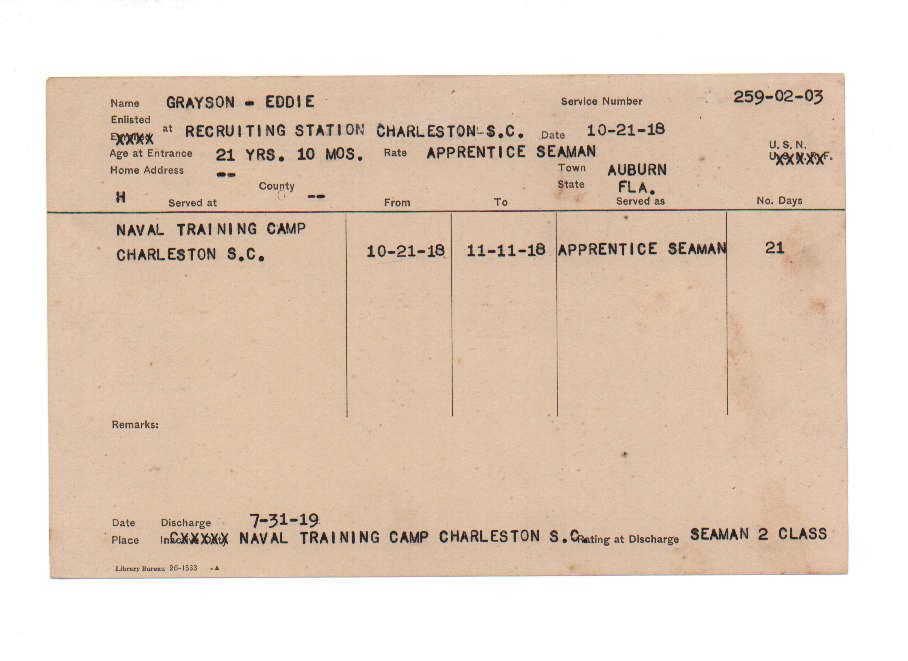 Name GRAYSON - EDDIE Service Number 259-02-03
Enlisted
at RECRUITING STATION CHARLESTON S.C. Date 10-21-18
Age at Entrance 21 YRS. 10 MOS. Rate APPRENTICE SEAMAN U.S.N.
Home Address -- Town AUBURN
County -- State FLA.
H Served at From To Served as No. Days
NAVAL TRAINING CAMP
CHARLESTON S.C. 10-21-18 11-11-18 APPRENTICE SEAMAN 21
Remarks:
Date Discharge 7-31-19
Place NAVAL TRAINING CAMP CHARLESTON S.C. Rating at Discharge SEAMAN 2 CLASS
Library Bureau 26-1533